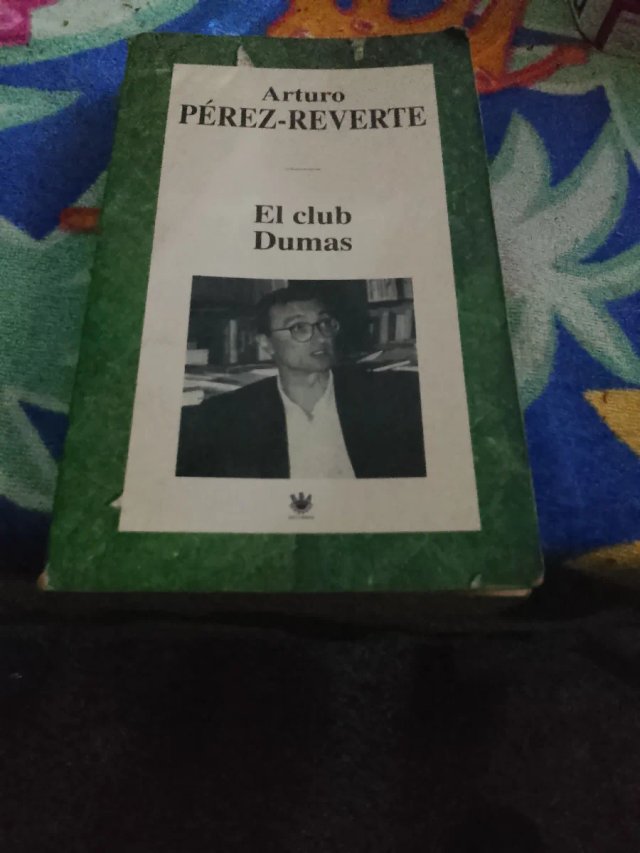 Arturo
PÉREZ-REVERTE
El club
Dumas